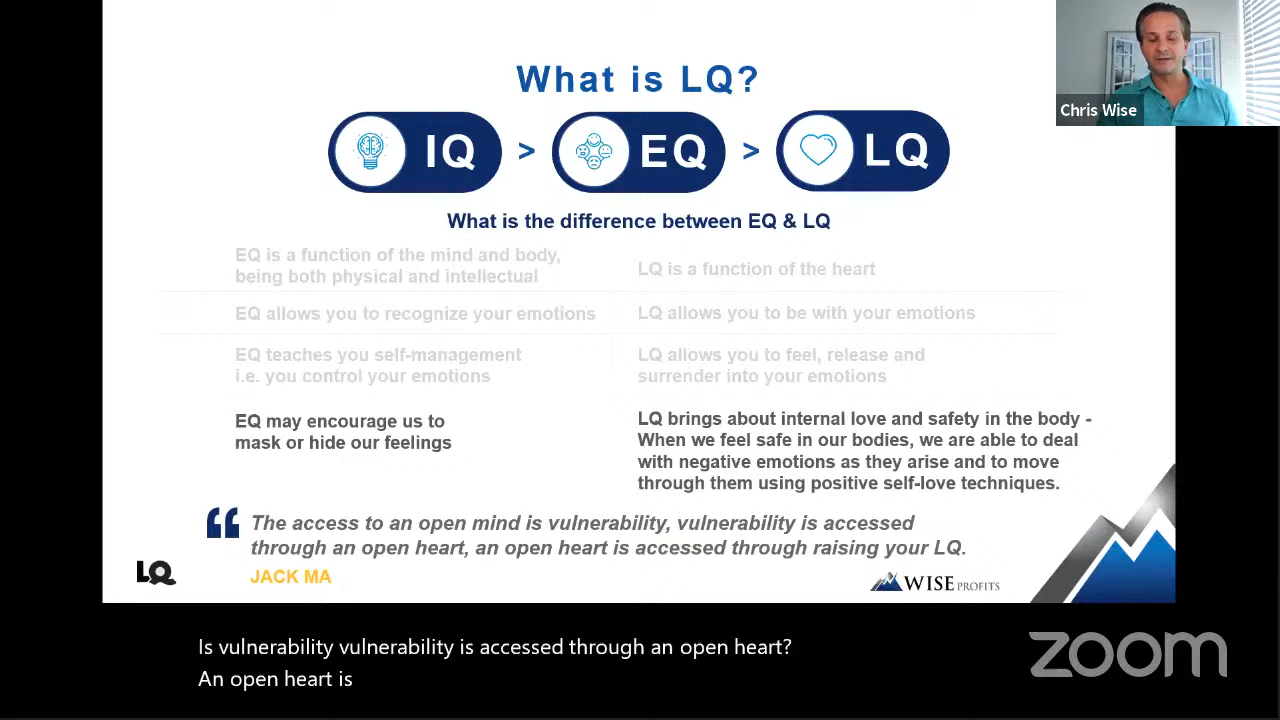 What is LQ?
IQ > EQ > LQ
What is the difference between EQ & LQ
EQ is a function of the mind and body,
being both physical and intellectual
LQ is a function of the heart
EQ allows you to recognize your emotions
LQ allows you to be with your emotions
EQ teaches you self-management
i.e. you control your emotions
LQ allows you to feel, release and
surrender into your emotions
EQ may encourage us to
mask or hide our feelings
LQ brings about internal love and safety in the body -
When we feel safe in our bodies, we are able to deal
with negative emotions as they arise and to move
through them using positive self-love techniques.
“
The access to an open mind is vulnerability, vulnerability is accessed
through an open heart, an open heart is accessed through raising your LQ.
JACK MA
LQ
WISE PROFITS
Chris Wise
Is vulnerability vulnerability is accessed through an open heart?
An open heart is
zoom